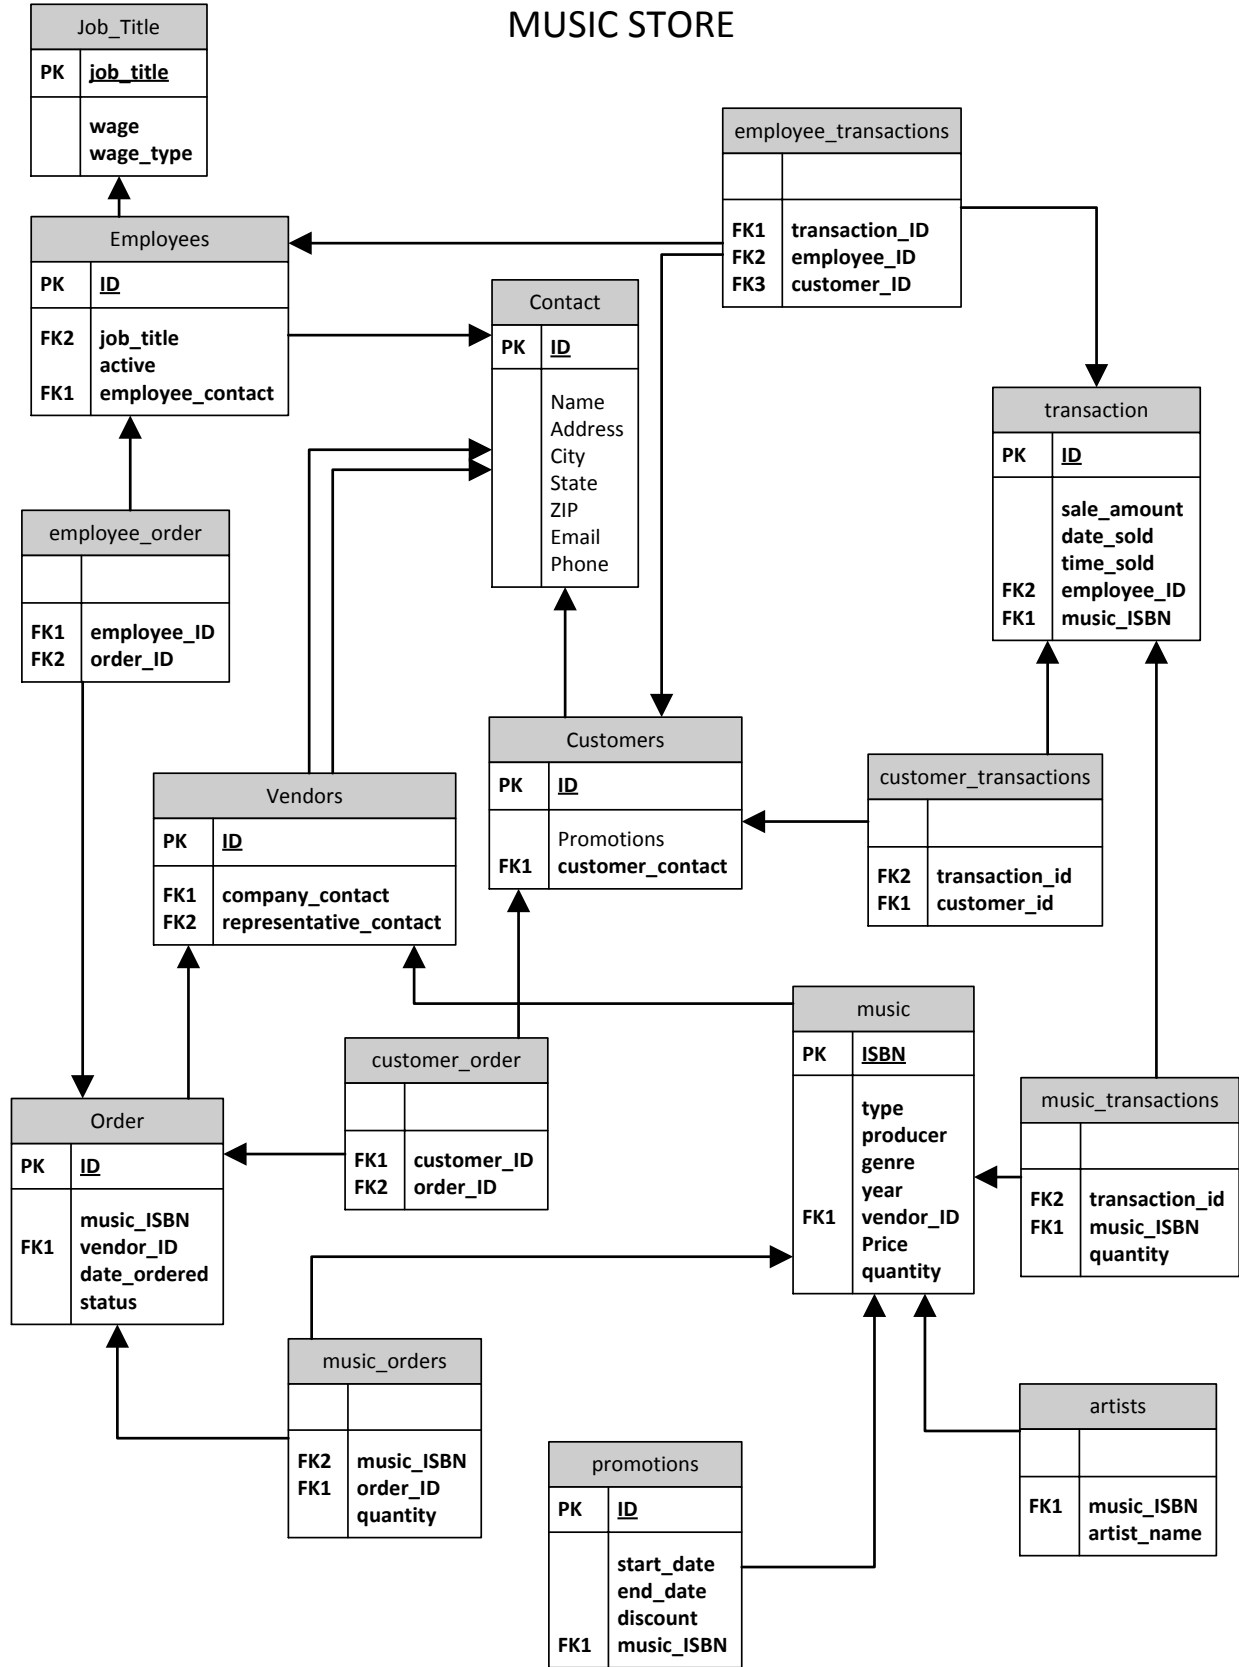 MUSIC STORE
Job_Title
PK job_title
wage
wage_type
employee_transactions
FK1 transaction_ID
FK2 employee_ID
FK3 customer_ID
Employees
PK ID
FK2 job_title
active
FK1 employee_contact
Contact
PK ID
Name
Address
City
State
ZIP
Email
Phone
transaction
PK ID
sale_amount
date_sold
time_sold
FK2 employee_ID
FK1 music_ISBN
employee_order
FK1 employee_ID
FK2 order_ID
Customers
PK ID
Promotions
FK1 customer_contact
customer_transactions
FK2 transaction_id
FK1 customer_id
Vendors
PK ID
FK1 company_contact
FK2 representative_contact
music
PK ISBN
type
producer
genre
year
FK1 vendor_ID
Price
quantity
customer_order
FK1 customer_ID
FK2 order_ID
music_transactions
FK2 transaction_id
FK1 music_ISBN
quantity
Order
PK ID
music_ISBN
FK1 vendor_ID
date_ordered
status
music_orders
FK2 music_ISBN
FK1 order_ID
quantity
artists
FK1 music_ISBN
artist_name
promotions
PK ID
start_date
end_date
discount
FK1 music_ISBN